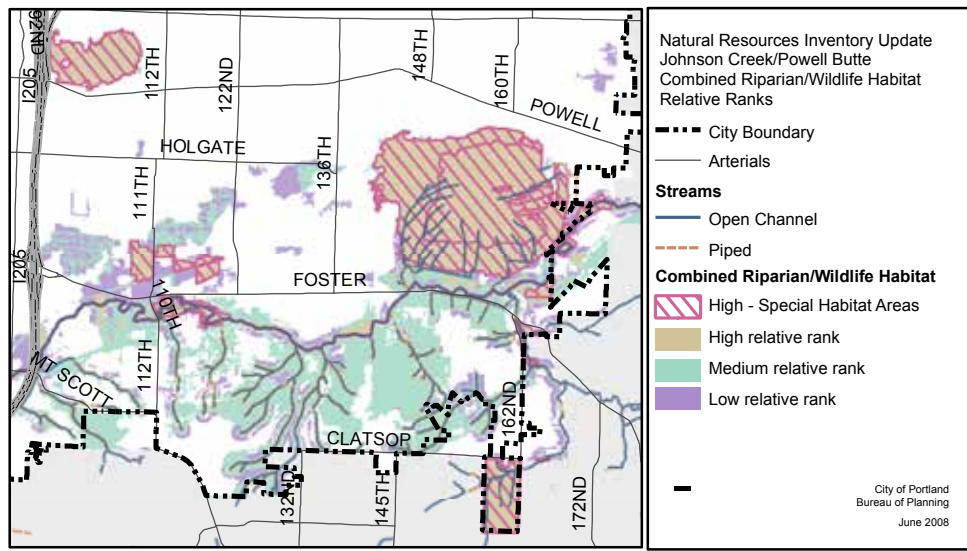 92ND
I205
112TH
122ND
148TH
160TH
POWELL
HOLGATE
136TH
111TH
I205
FOSTER
110TH
112TH
MT SCOTT
162ND
CLATSOP
132ND
145TH
172ND
Natural Resources Inventory Update
Johnson Creek/Powell Butte
Combined Riparian/Wildlife Habitat
Relative Ranks
City Boundary
Arterials
Streams
Open Channel
Piped
Combined Riparian/Wildlife Habitat
High - Special Habitat Areas
High relative rank
Medium relative rank
Low relative rank
City of Portland
Bureau of Planning
June 2008